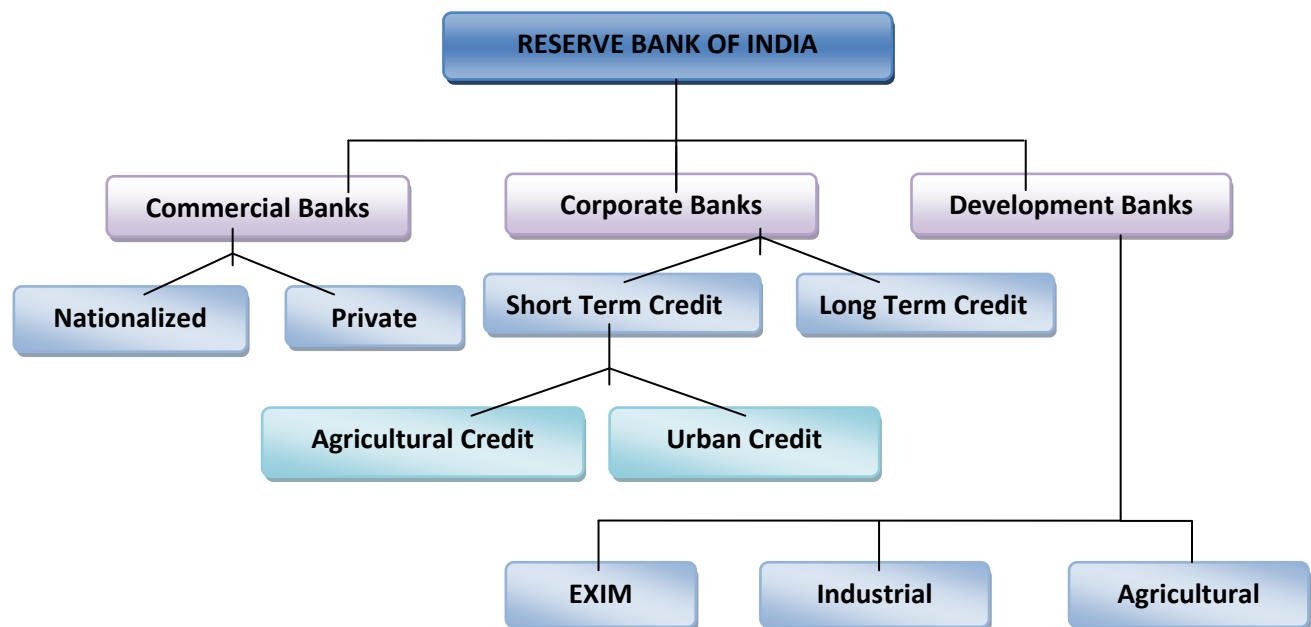 RESERVE BANK OF INDIA
Commercial Banks
Corporate Banks
Development Banks
Nationalized
Private
Short Term Credit
Long Term Credit
Agricultural Credit
Urban Credit
EXIM
Industrial
Agricultural